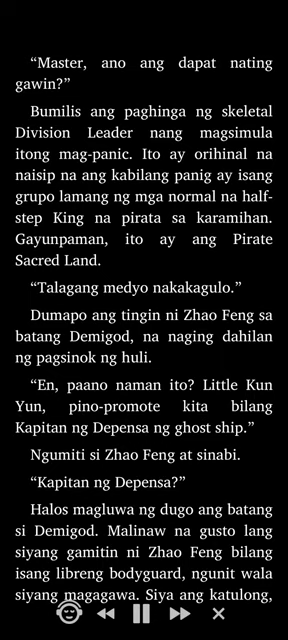 “Master, ano ang dapat nating
gawin?”
Bumilis ang paghinga ng skeletal
Division Leader nang magsimula
itong mag-panic. Ito ay orihinal na
naisip na ang kabilang panig ay isang
grupo lamang ng mga normal na half-
step King na pirata sa karamihan.
Gayunpaman, ito ay ang Pirate
Sacred Land.
“Talagang medyo nakakagulo.”
Dumapo ang tingin ni Zhao Feng sa
batang Demigod, na naging dahilan
ng pagsinok ng huli.
“En, paano naman ito? Little Kun
Yun, pino-promote kita bilang
Kapitan ng Depensa ng ghost ship.”
Ngumiti si Zhao Feng at sinabi.
“Kapitan ng Depensa?”
Halos magluwa ng dugo ang batang
si Demigod. Malinaw na gusto lang
siyang gamitin ni Zhao Feng bilang
isang libreng bodyguard, ngunit wala
siyang magagawa. Siya ang katulong,